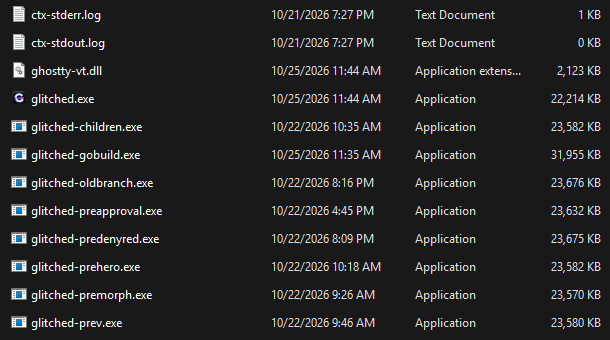 ctx-stderr.log 10/21/2026 7:27 PM Text Document 1 KB
ctx-stdout.log 10/21/2026 7:27 PM Text Document 0 KB
ghostty-vt.dll 10/25/2026 11:44 AM Application extens... 2,123 KB
glitched.exe 10/25/2026 11:44 AM Application 22,214 KB
glitched-children.exe 10/22/2026 10:35 AM Application 23,582 KB
glitched-gobuild.exe 10/25/2026 11:35 AM Application 31,955 KB
glitched-oldbranch.exe 10/22/2026 8:16 PM Application 23,676 KB
glitched-preapproval.exe 10/22/2026 4:45 PM Application 23,632 KB
glitched-predenyred.exe 10/22/2026 8:09 PM Application 23,675 KB
glitched-prehero.exe 10/22/2026 10:18 AM Application 23,582 KB
glitched-premorph.exe 10/22/2026 9:26 AM Application 23,570 KB
glitched-prev.exe 10/22/2026 9:46 AM Application 23,580 KB